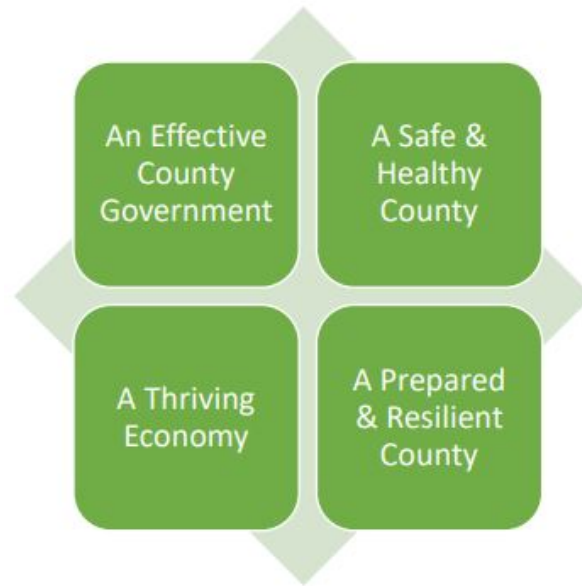 An Effective
County
Government
A Safe &
Healthy
County
A Thriving
Economy
A Prepared
& Resilient
County